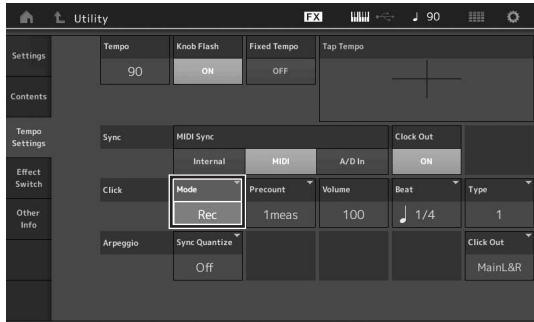 Utility
FX
90
Settings
Contents
Tempo
Settings
Effect
Switch
Other
Info
Tempo
90
Knob Flash
ON
Fixed Tempo
OFF
Tap Tempo
Sync
MIDI Sync
Internal
MIDI
A/D In
Clock Out
ON
Click
Mode
Rec
Precount
1meas
Volume
100
Beat
1/4
Type
1
Arpeggio
Sync Quantize
Off
Click Out
MainL&R